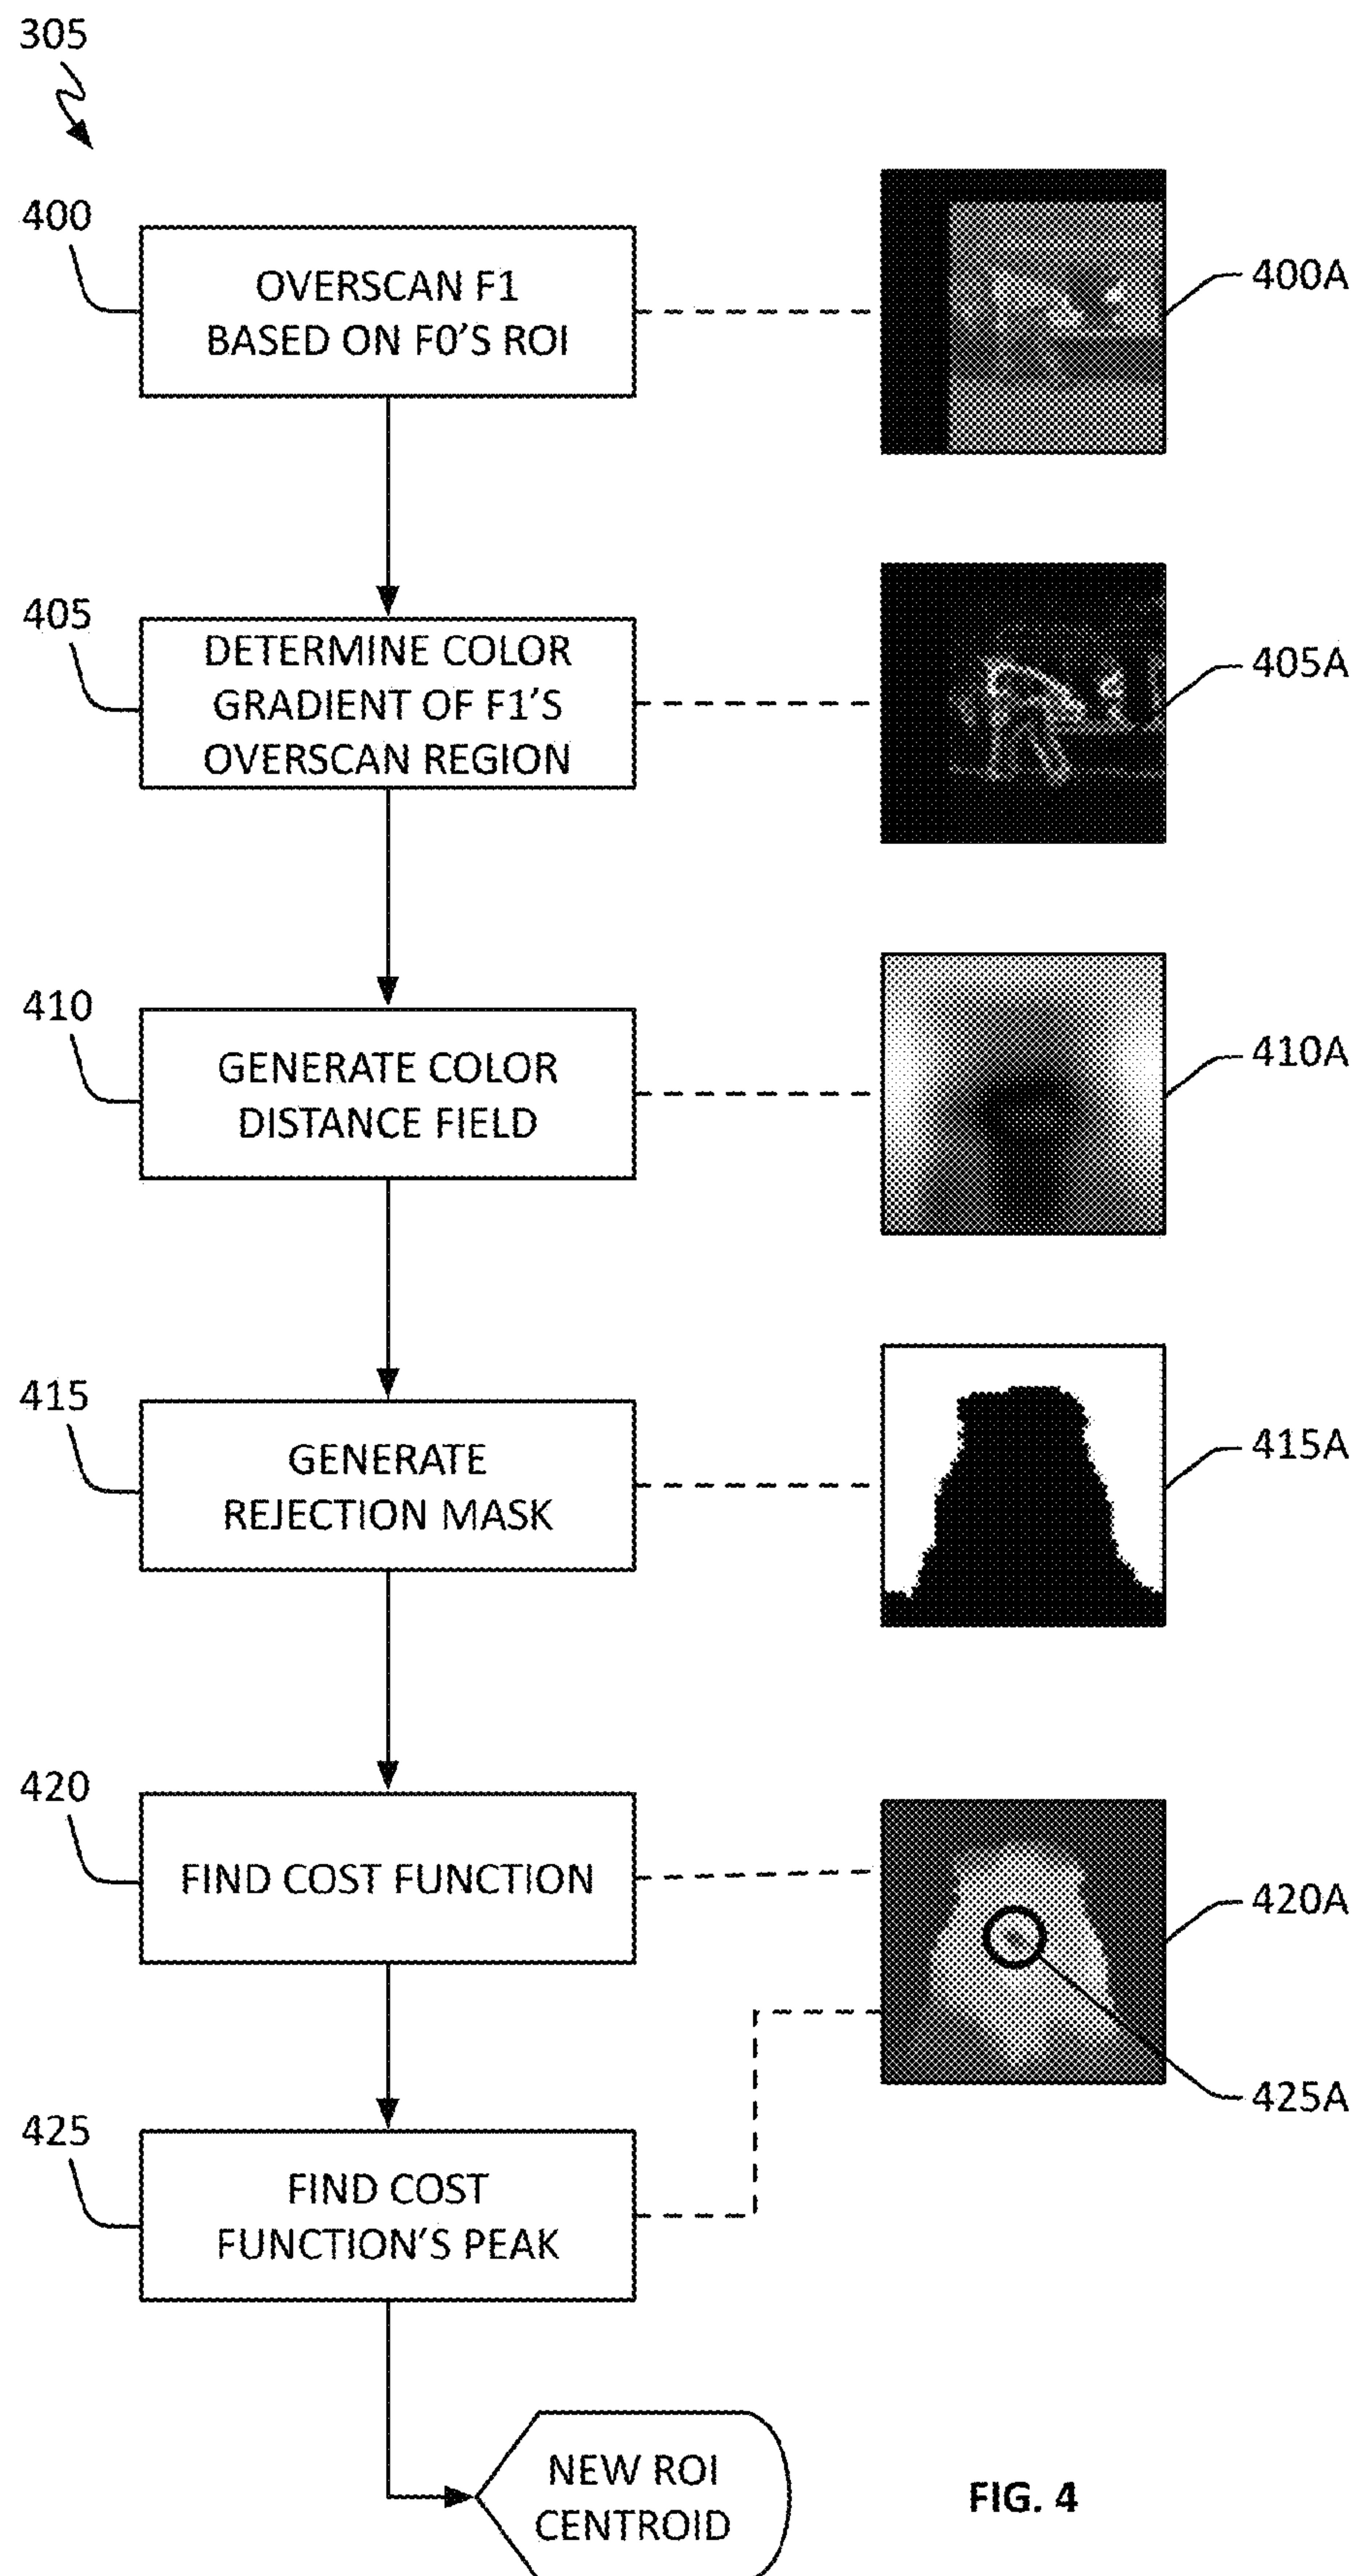 305
400
OVERSCAN F1
BASED ON F0'S ROI
400A
405
DETERMINE COLOR
GRADIENT OF F1'S
OVERSCAN REGION
405A
410
GENERATE COLOR
DISTANCE FIELD
410A
415
GENERATE
REJECTION MASK
415A
420
FIND COST FUNCTION
420A
425A
425
FIND COST
FUNCTION'S PEAK
NEW ROI
CENTROID
FIG. 4